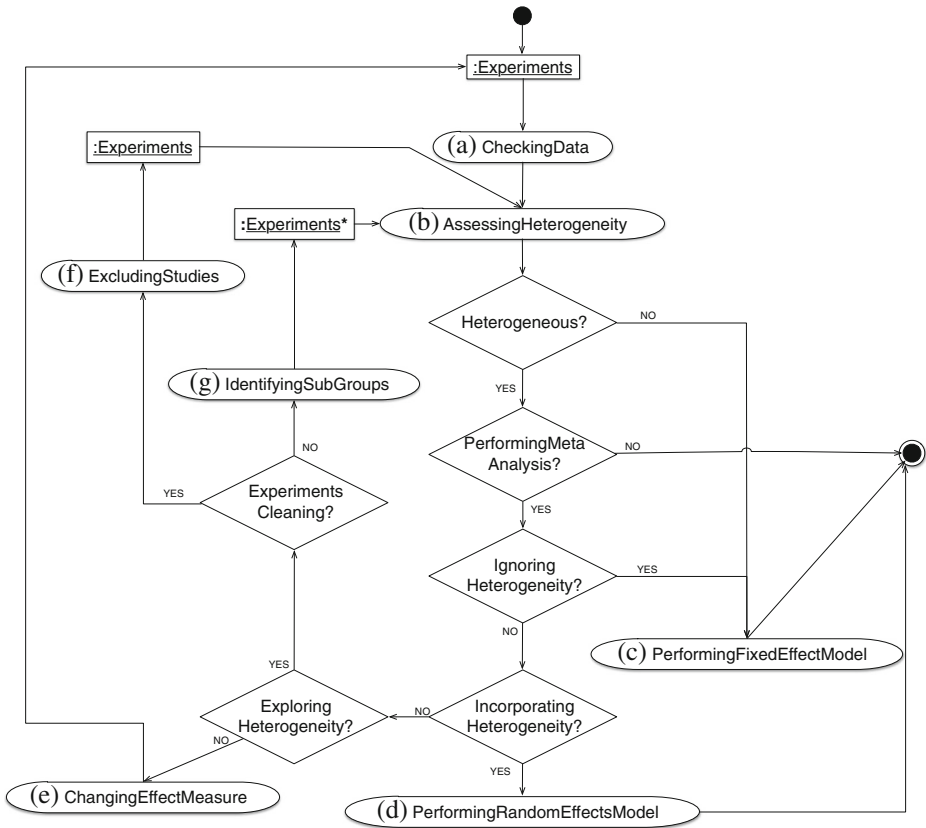 :Experiments
(a) CheckingData
:Experiments
:Experiments*
(b) AssessingHeterogeneity
(f) ExcludingStudies
Heterogeneous?
NO
YES
(g) IdentifyingSubGroups
PerformingMeta
Analysis?
NO
YES
NO
Experiments
Cleaning?
YES
Ignoring
Heterogeneity?
YES
NO
(c) PerformingFixedEffectModel
YES
Exploring
Heterogeneity?
NO
Incorporating
Heterogeneity?
NO
YES
(e) ChangingEffectMeasure
(d) PerformingRandomEffectsModel